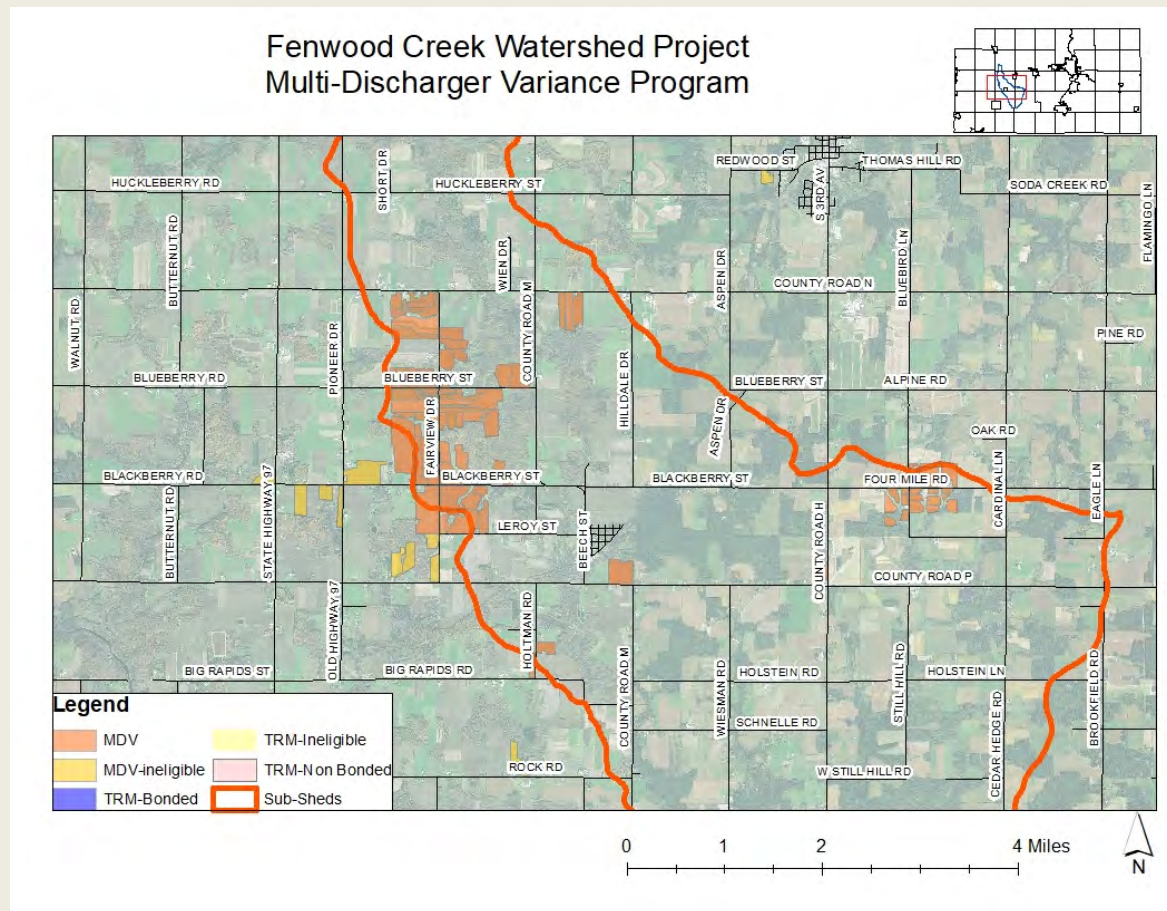 Fenwood Creek Watershed Project
Multi-Discharger Variance Program
REDWOOD ST
THOMAS HILL RD
S 3RD AV
HUCKLEBERRY RD
SHORT DR
HUCKLEBERRY ST
SODA CREEK RD
FLAMINGO LN
BUTTERNUT RD
WIEN DR
ASPEN DR
BLUEBIRD LN
COUNTY ROAD N
WALNUT RD
PIONEER DR
COUNTY ROAD M
PINE RD
BLUEBERRY RD
BLUEBERRY ST
HILLDALE DR
BLUEBERRY ST
ALPINE RD
FAIRVIEW DR
ASPEN DR
OAK RD
BLACKBERRY RD
STATE HIGHWAY 97
BLACKBERRY ST
BLACKBERRY ST
FOUR MILE RD
CARDINAL LN
EAGLE LN
BUTTERNUT RD
LEROY ST
BEECH ST
COUNTY ROAD H
COUNTY ROAD P
OLD HIGHWAY 97
HOLTMAN RD
BIG RAPIDS ST
BIG RAPIDS RD
COUNTY ROAD M
WIESMAN RD
HOLSTEIN RD
STILL HILL RD
HOLSTEIN LN
BROOKFIELD RD
SCHNELLE RD
CEDAR HEDGE RD
ROCK RD
W STILL HILL RD
Legend
MDV
TRM-Ineligible
MDV-ineligible
TRM-Non Bonded
TRM-Bonded
Sub-Sheds
0 1 2 4 Miles
N